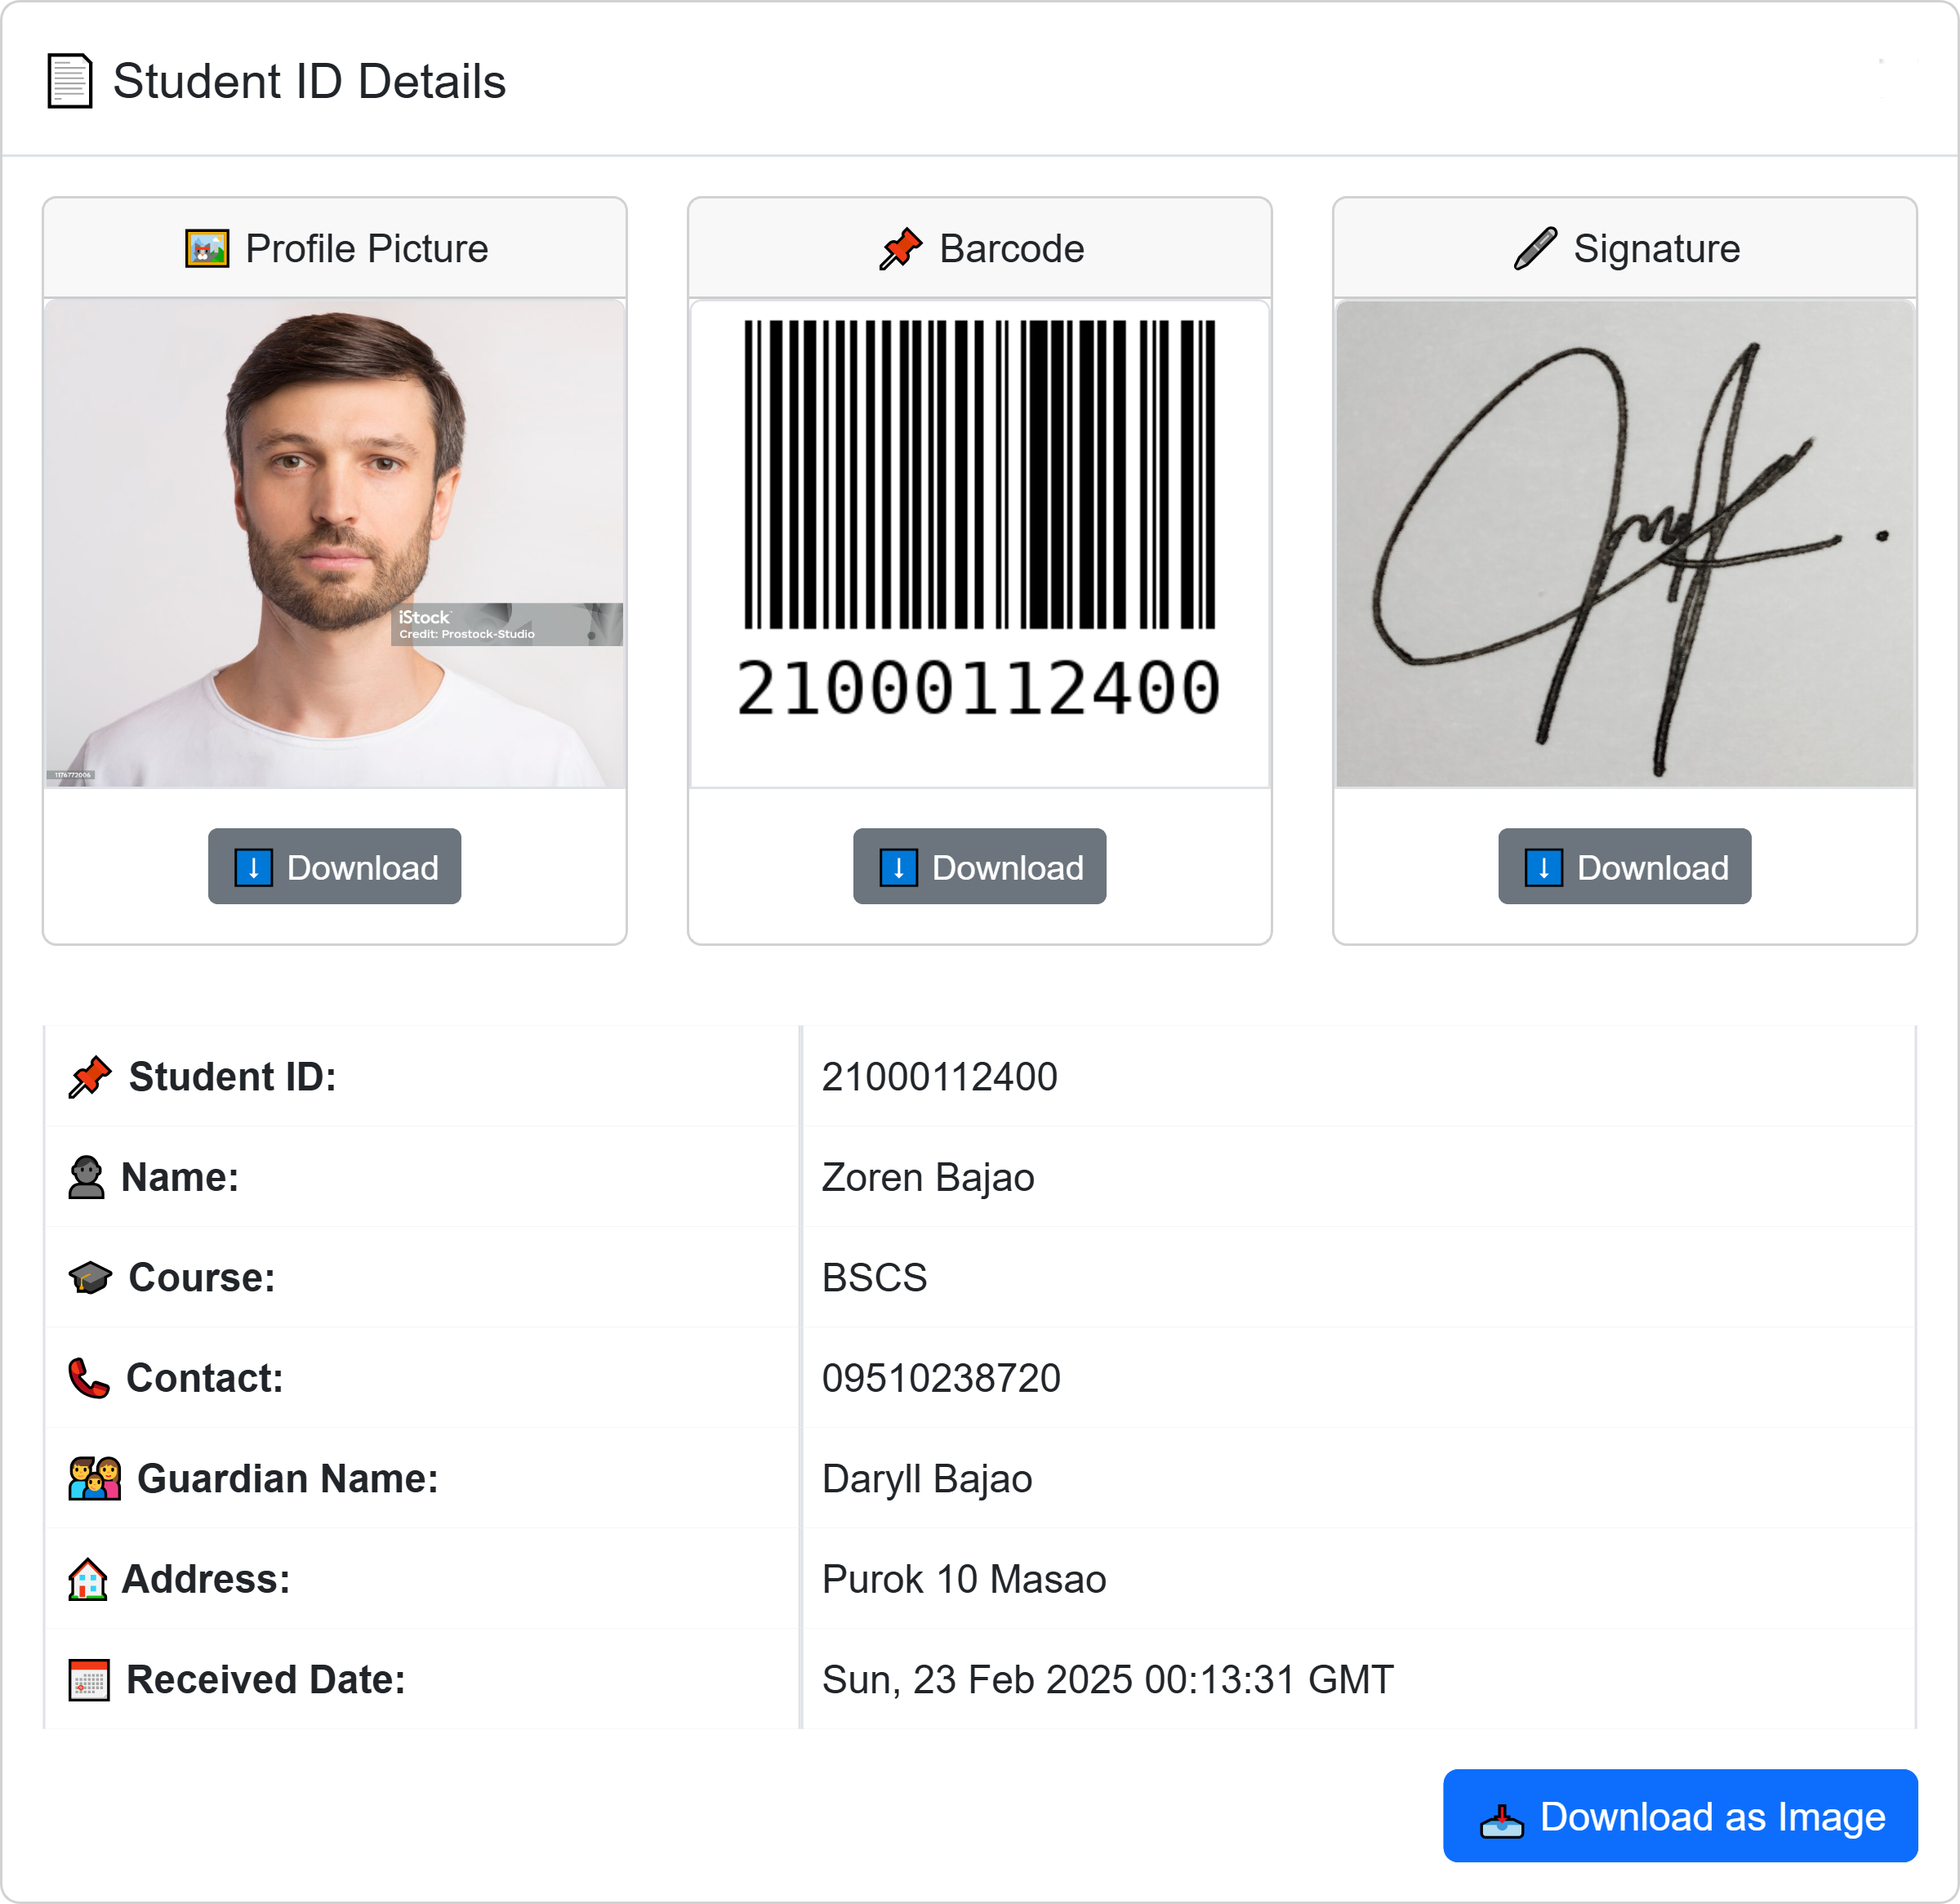 Student ID Details
Profile Picture
Barcode
Signature
iStock
Credit: Prostock-Studio
1176772006
21000112400
Download
Download
Download
Student ID: 21000112400
Name: Zoren Bajao
Course: BSCS
Contact: 09510238720
Guardian Name: Daryll Bajao
Address: Purok 10 Masao
Received Date: Sun, 23 Feb 2025 00:13:31 GMT
Download as Image